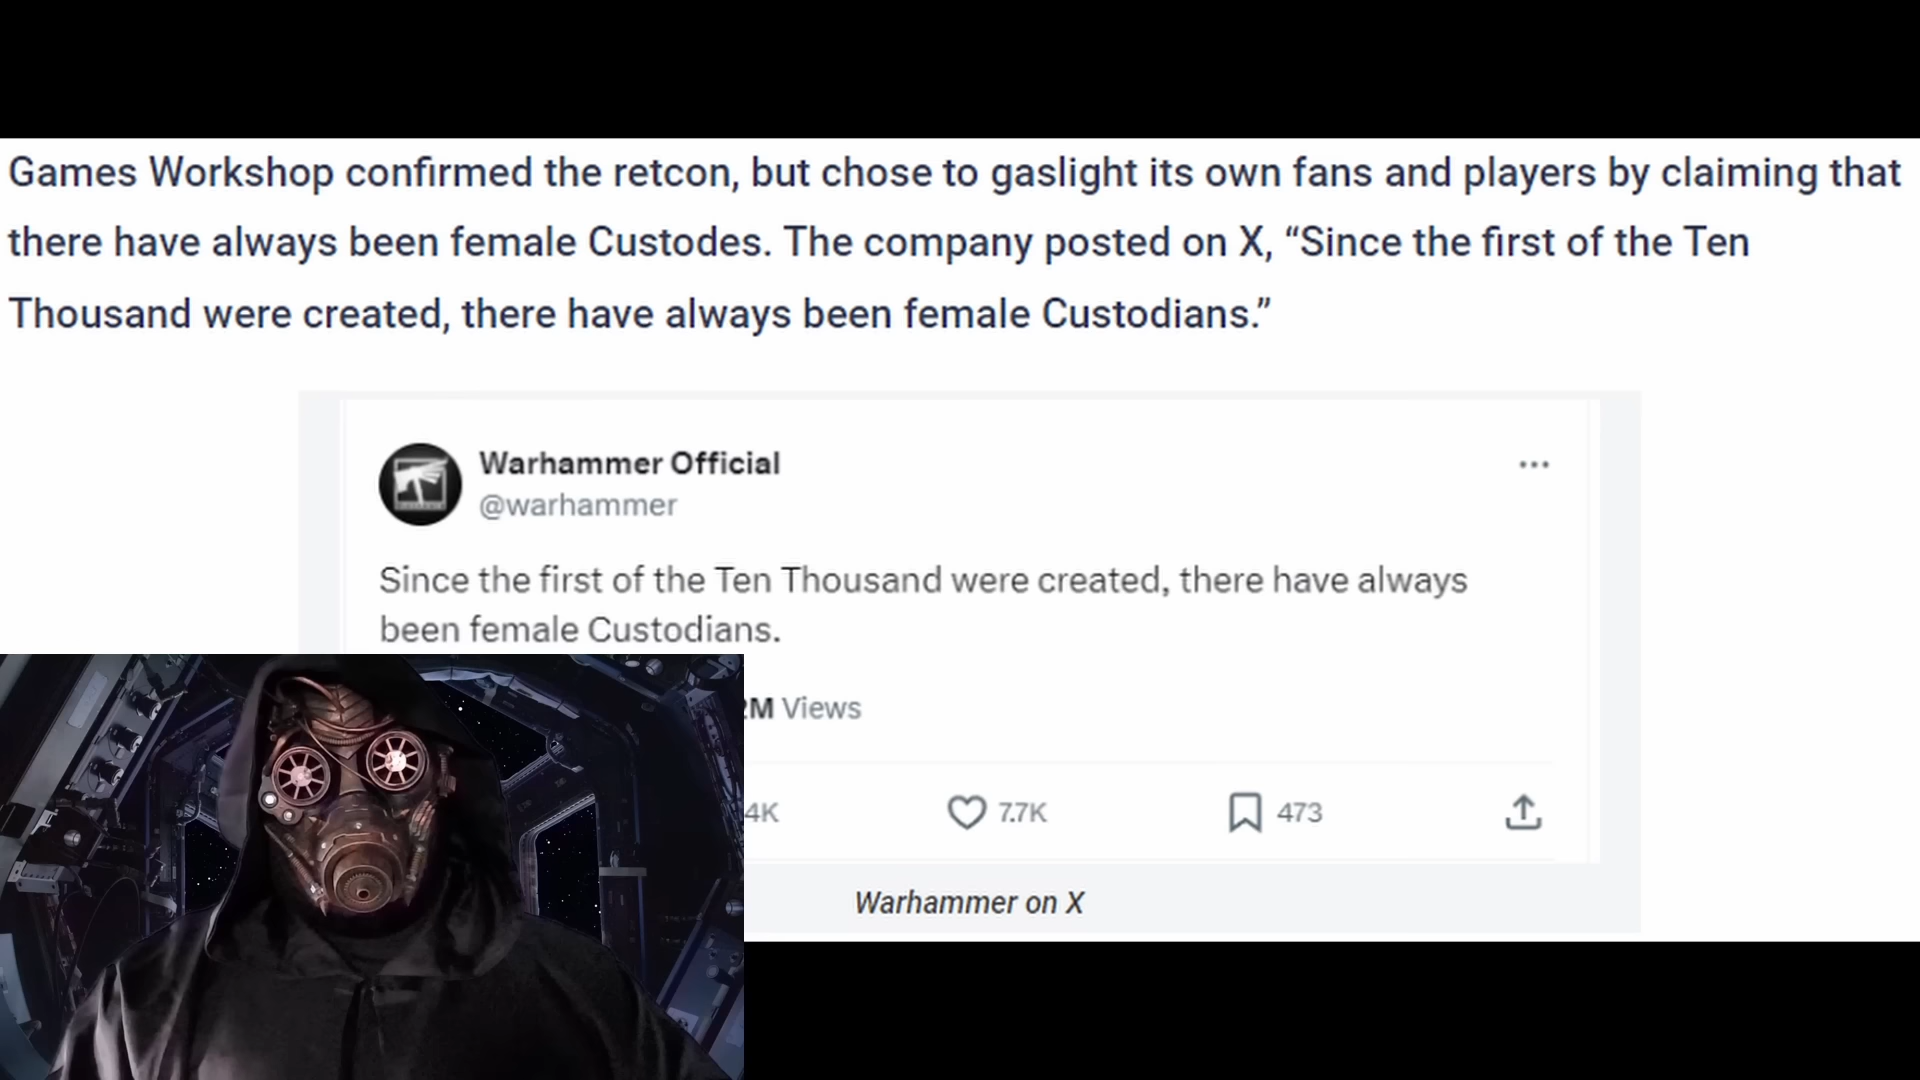 Games Workshop confirmed the retcon, but chose to gaslight its own fans and players by claiming that
there have always been female Custodes. The company posted on X, “Since the first of the Ten
Thousand were created, there have always been female Custodians.”
Warhammer Official
@warhammer
Since the first of the Ten Thousand were created, there have always
been female Custodians.
M Views
4K 7.7K 473
Warhammer on X